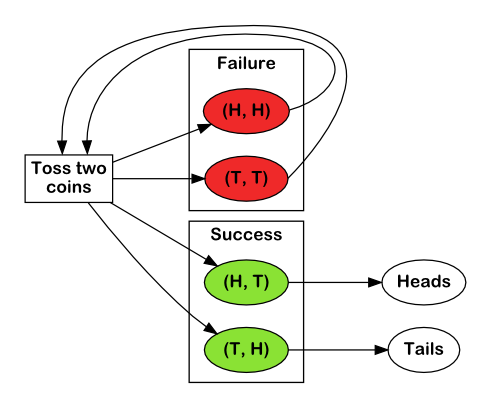 Failure
(H, H)
Toss two
coins
(T, T)
Success
(H, T)
Heads
(T, H)
Tails